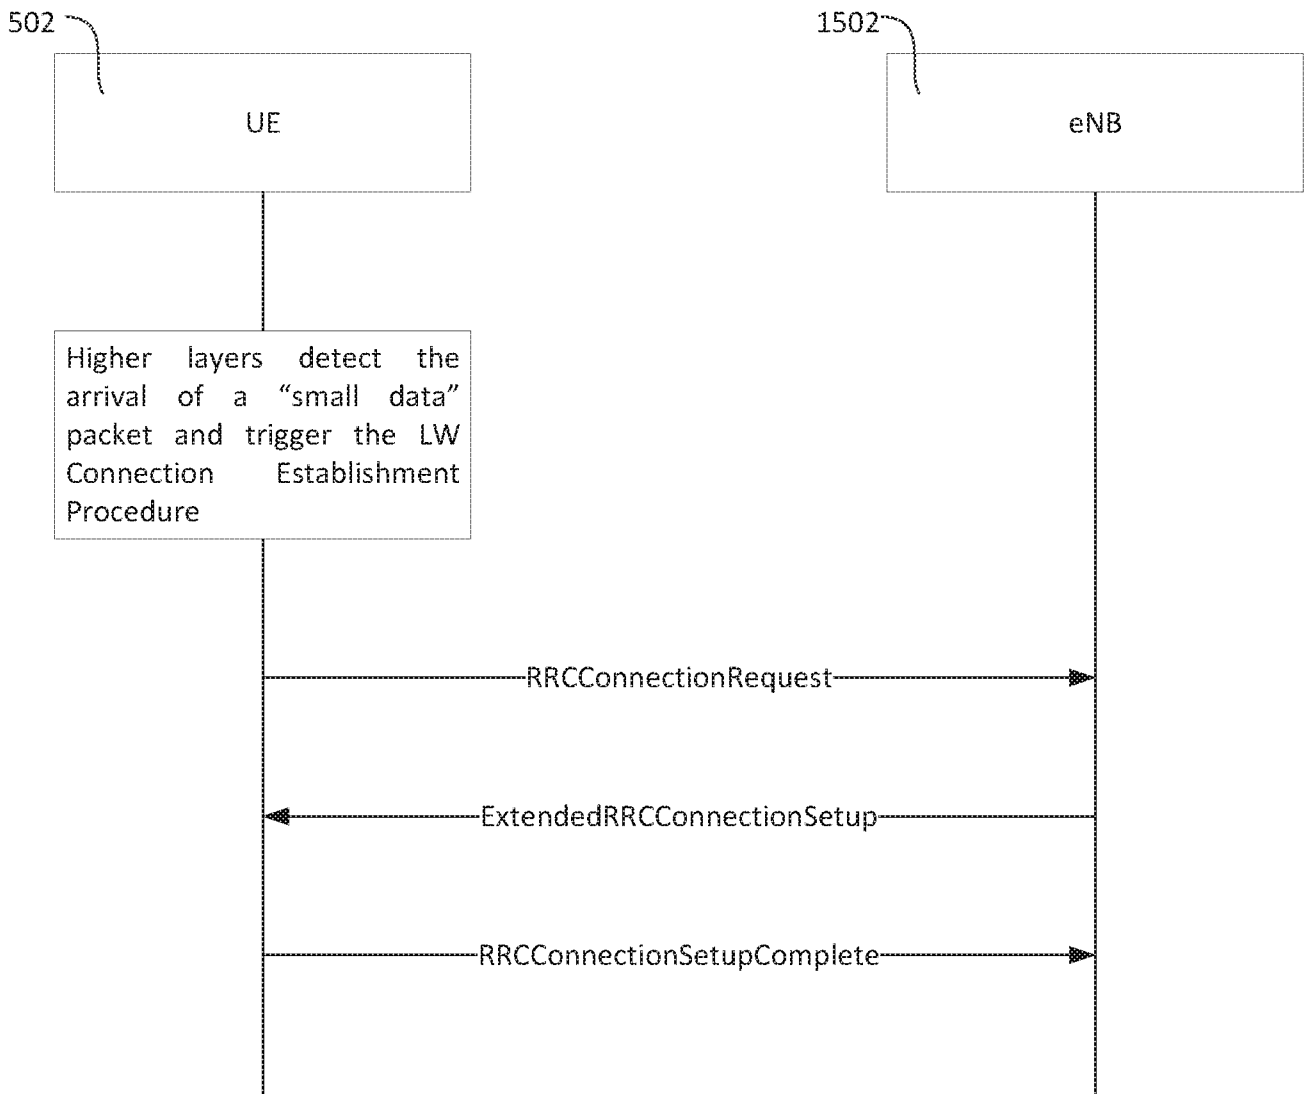 502
1502
UE
eNB
Higher layers detect the
arrival of a “small data”
packet and trigger the LW
Connection Establishment
Procedure
RRCConnectionRequest
ExtendedRRCConnectionSetup
RRCConnectionSetupComplete